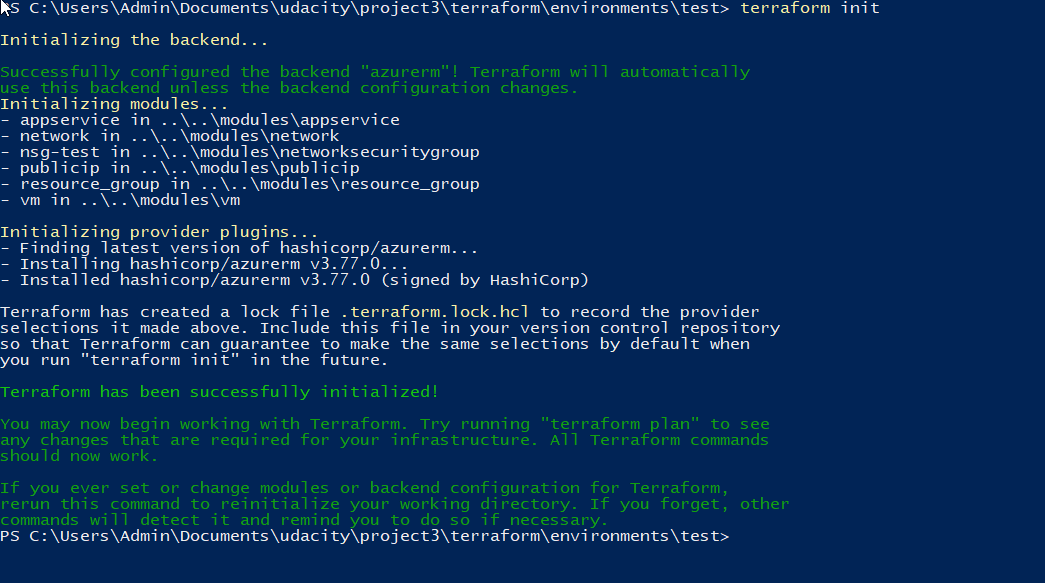 PS C:\Users\Admin\Documents\udacity\project3\terraform\environments\test> terraform init
Initializing the backend...
Successfully configured the backend "azurerm"! Terraform will automatically
use this backend unless the backend configuration changes.
Initializing modules...
- appservice in ..\..\modules\appservice
- network in ..\..\modules\network
- nsg-test in ..\..\modules\networksecuritygroup
- publicip in ..\..\modules\publicip
- resource_group in ..\..\modules\resource_group
- vm in ..\..\modules\vm
Initializing provider plugins...
- Finding latest version of hashicorp/azurerm...
- Installing hashicorp/azurerm v3.77.0...
- Installed hashicorp/azurerm v3.77.0 (signed by HashiCorp)
Terraform has created a lock file .terraform.lock.hcl to record the provider
selections it made above. Include this file in your version control repository
so that Terraform can guarantee to make the same selections by default when
you run "terraform init" in the future.
Terraform has been successfully initialized!
You may now begin working with Terraform. Try running "terraform plan" to see
any changes that are required for your infrastructure. All Terraform commands
should now work.
If you ever set or change modules or backend configuration for Terraform,
rerun this command to reinitialize your working directory. If you forget, other
commands will detect it and remind you to do so if necessary.
PS C:\Users\Admin\Documents\udacity\project3\terraform\environments\test>